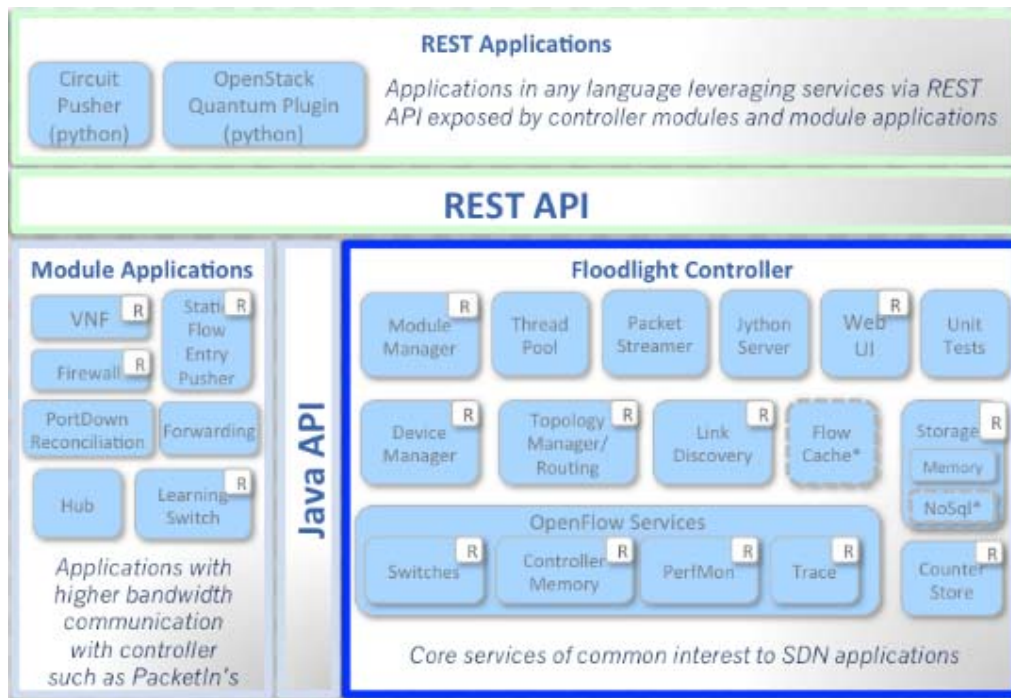 REST Applications
Circuit
Pusher
(python)
OpenStack
Quantum Plugin
(python)
Applications in any language leveraging services via REST
API exposed by controller modules and module applications
REST API
Module Applications
VNF
R
Static
Flow
Entry
Pusher
R
Firewall
R
PortDown
Reconciliation
Forwarding
Hub
Learning
Switch
R
Applications with
higher bandwidth
communication
with controller
such as PacketIn's
Java API
Floodlight Controller
Module
Manager
R
Thread
Pool
Packet
Streamer
Jython
Server
Web
UI
R
Unit
Tests
Device
Manager
R
Topology
Manager/
Routing
R
Link
Discovery
R
Flow
Cache*
Storage
R
Memory
NoSql*
OpenFlow Services
Switches
R
Controller
Memory
R
PerfMon
R
Trace
R
Counter
Store
R
Core services of common interest to SDN applications